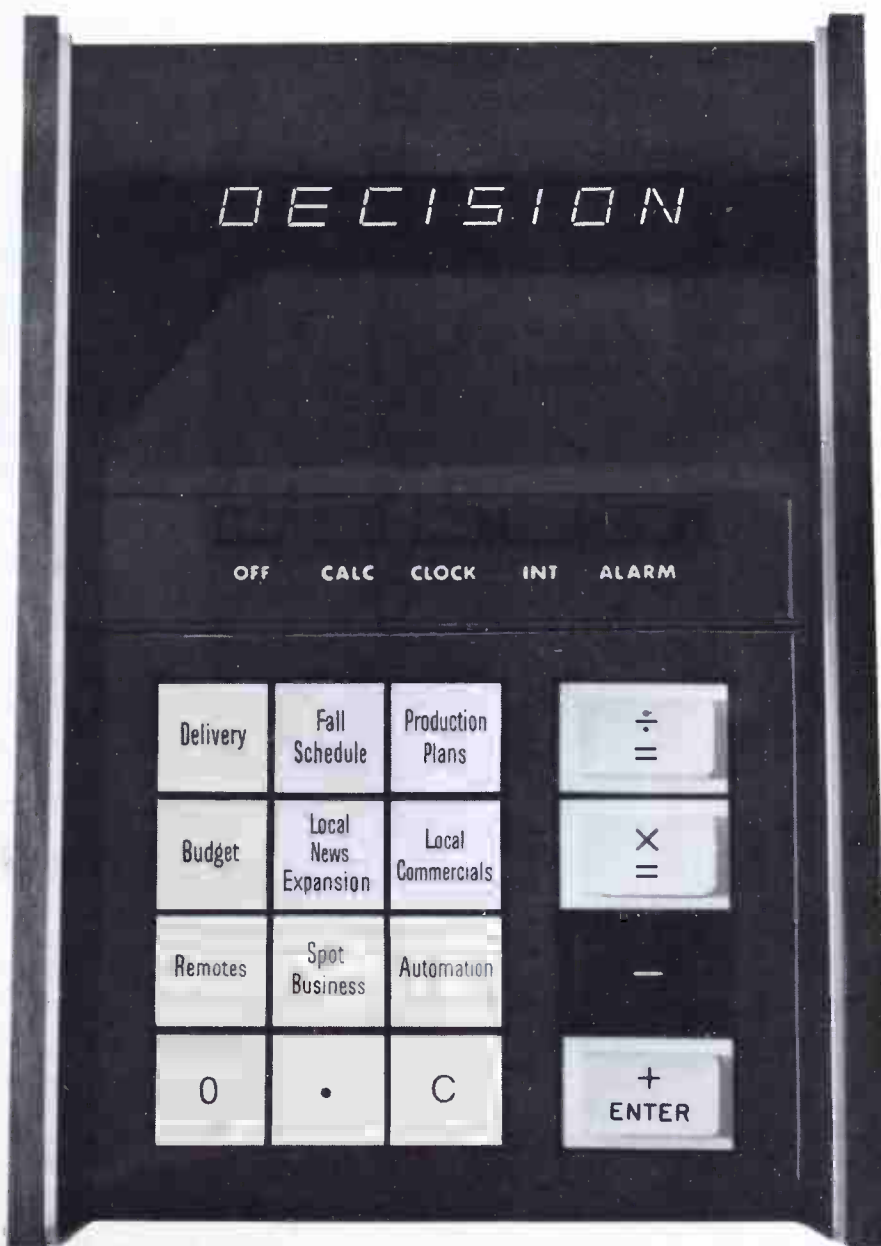 DECISION
OFF CALC CLOCK INT ALARM
Delivery
Fall
Schedule
Production
Plans
÷
=
Budget
Local
News
Expansion
Local
Commercials
×
=
Remotes
Spot
Business
Automation
−
0
•
C
+
ENTER